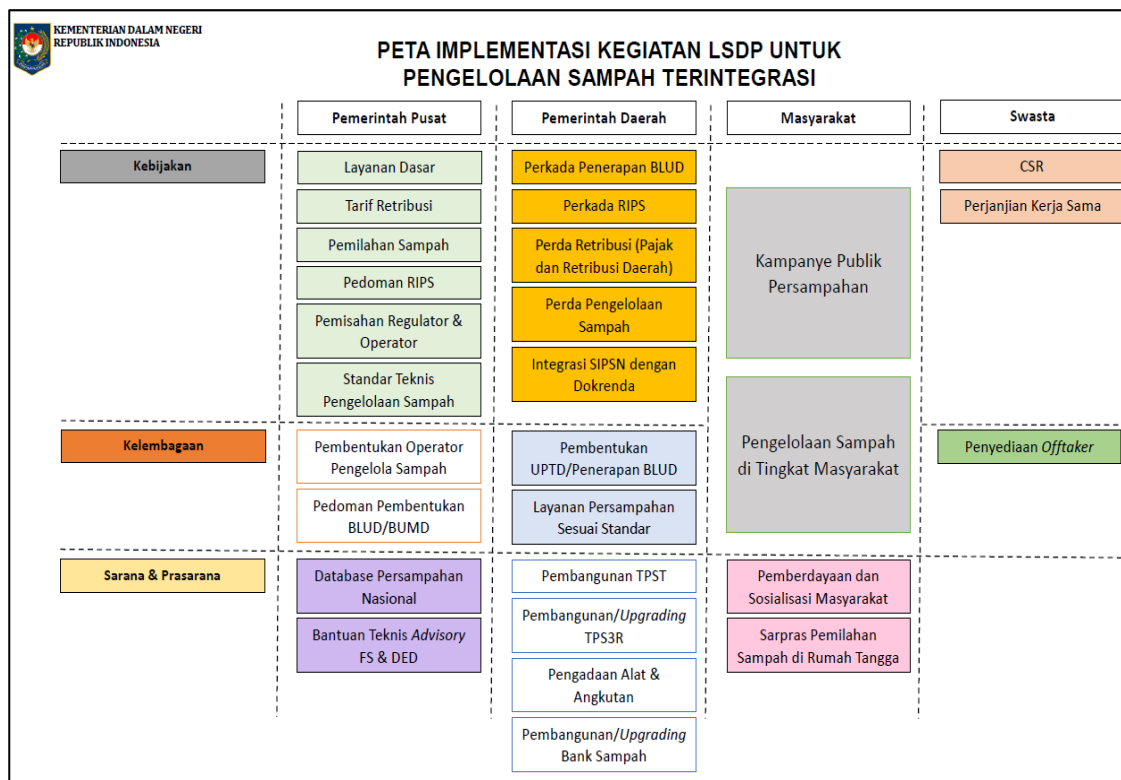 KEMENTERIAN DALAM NEGERI
REPUBLIK INDONESIA
PETA IMPLEMENTASI KEGIATAN LSDP UNTUK
PENGELOLAAN SAMPAH TERINTEGRASI
Pemerintah Pusat
Pemerintah Daerah
Masyarakat
Swasta
Kebijakan
Layanan Dasar
Tarif Retribusi
Pemilahan Sampah
Pedoman RIPS
Pemisahan Regulator &
Operator
Standar Teknis
Pengelolaan Sampah
Perkada Penerapan BLUD
Perkada RIPS
Perda Retribusi (Pajak
dan Retribusi Daerah)
Perda Pengelolaan
Sampah
Integrasi SIPSN dengan
Dokrenda
Kampanye Publik
Persampahan
CSR
Perjanjian Kerja Sama
Kelembagaan
Pembentukan Operator
Pengelola Sampah
Pedoman Pembentukan
BLUD/BUMD
Pembentukan
UPTD/Penerapan BLUD
Layanan Persampahan
Sesuai Standar
Pengelolaan Sampah
di Tingkat Masyarakat
Penyediaan Offtaker
Sarana & Prasarana
Database Persampahan
Nasional
Bantuan Teknis Advisory
FS & DED
Pembangunan TPST
Pembangunan/Upgrading
TPS3R
Pengadaan Alat &
Angkutan
Pembangunan/Upgrading
Bank Sampah
Pemberdayaan dan
Sosialisasi Masyarakat
Sarpras Pemilahan
Sampah di Rumah Tangga